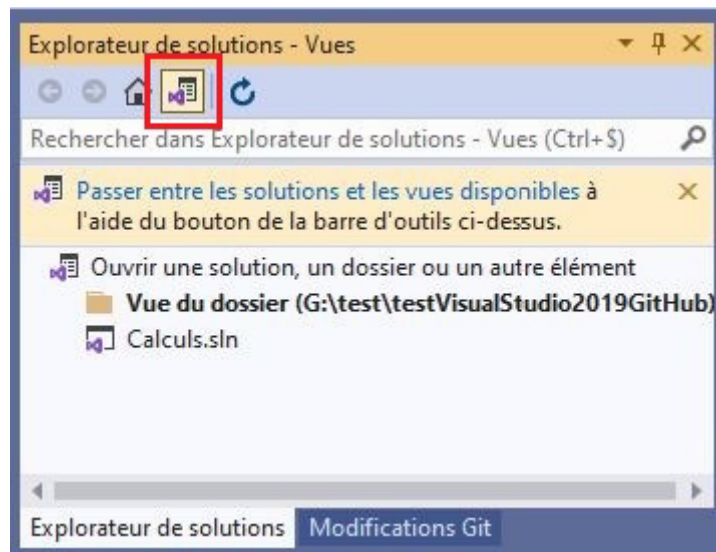 Explorateur de solutions - Vues
Rechercher dans Explorateur de solutions - Vues (Ctrl+$)
Passer entre les solutions et les vues disponibles à
l'aide du bouton de la barre d'outils ci-dessus.
Ouvrir une solution, un dossier ou un autre élément
Vue du dossier (G:\test\testVisualStudio2019GitHub)
Calculs.sln
Explorateur de solutions Modifications Git